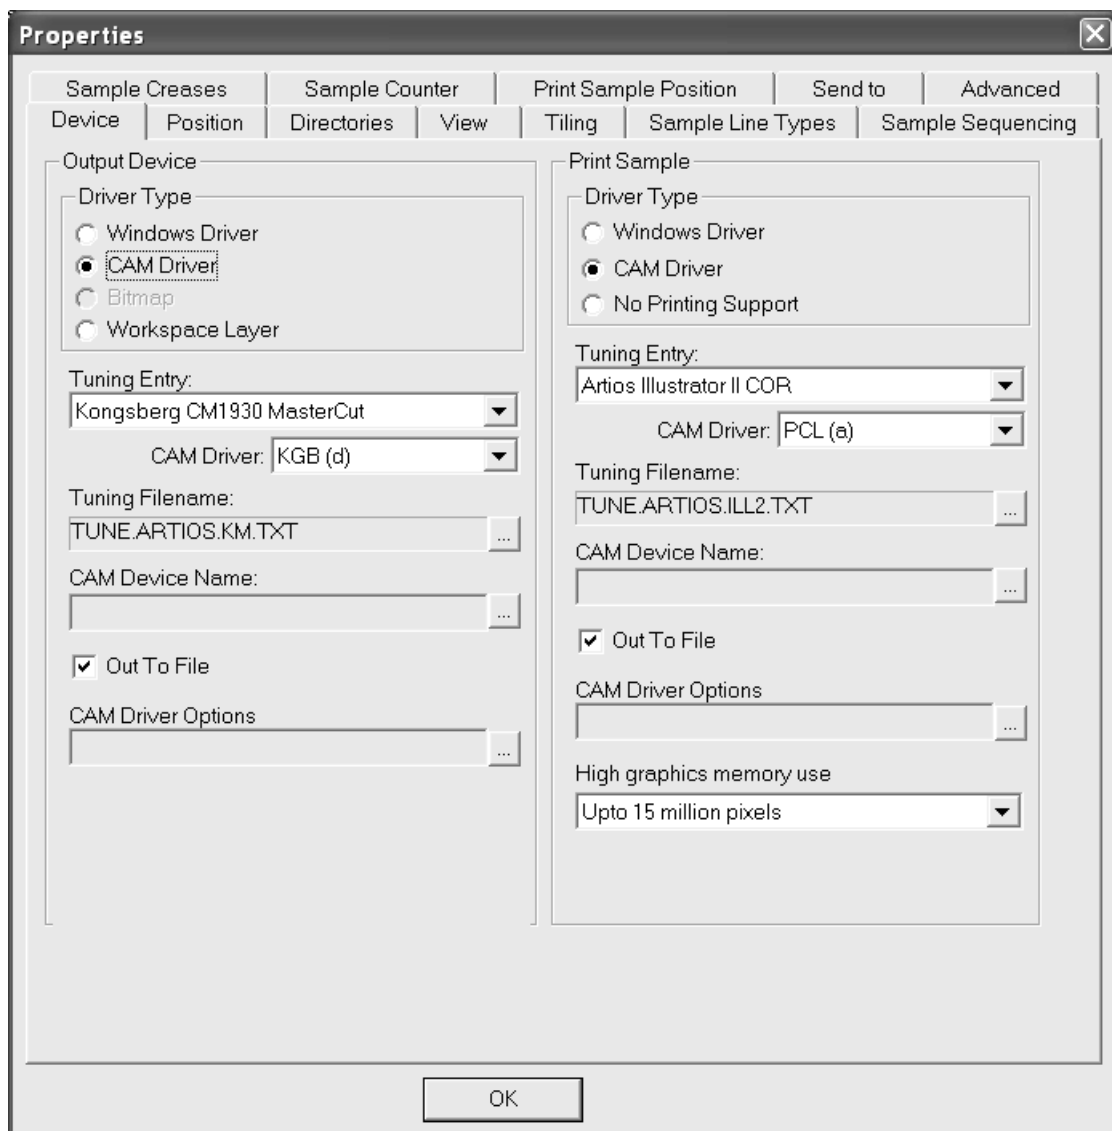 Properties
Sample Creases
Sample Counter
Print Sample Position
Send to
Advanced
Device
Position
Directories
View
Tiling
Sample Line Types
Sample Sequencing
Output Device
Driver Type
Windows Driver
CAM Driver
Bitmap
Workspace Layer
Tuning Entry:
Kongsberg CM1930 MasterCut
CAM Driver: KGB (d)
Tuning Filename:
TUNE.ARTIOS.KM.TXT
...
CAM Device Name:
...
Out To File
CAM Driver Options
...
Print Sample
Driver Type
Windows Driver
CAM Driver
No Printing Support
Tuning Entry:
Artios Illustrator II COR
CAM Driver: PCL (a)
Tuning Filename:
TUNE.ARTIOS.ILL2.TXT
...
CAM Device Name:
...
Out To File
CAM Driver Options
...
High graphics memory use
Upto 15 million pixels
OK